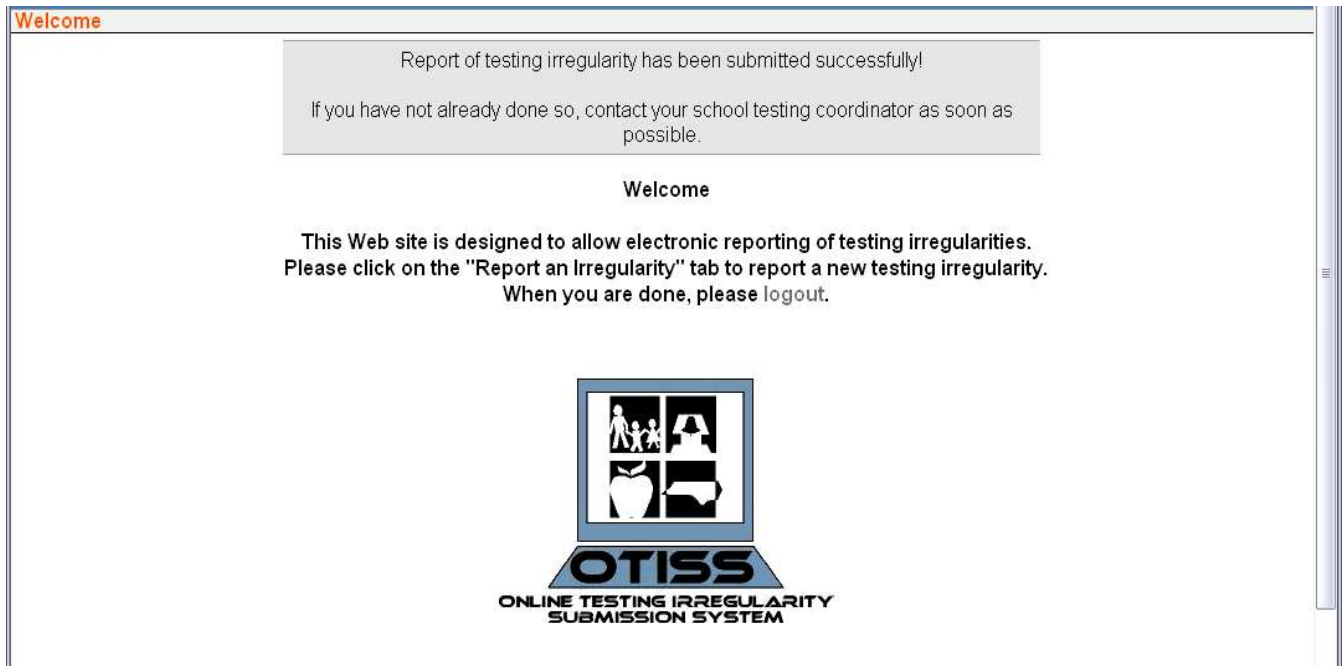 Welcome
Report of testing irregularity has been submitted successfully!
If you have not already done so, contact your school testing coordinator as soon as
possible.
Welcome
This Web site is designed to allow electronic reporting of testing irregularities.
Please click on the "Report an Irregularity" tab to report a new testing irregularity.
When you are done, please logout.
OTISS
ONLINE TESTING IRREGULARITY
SUBMISSION SYSTEM